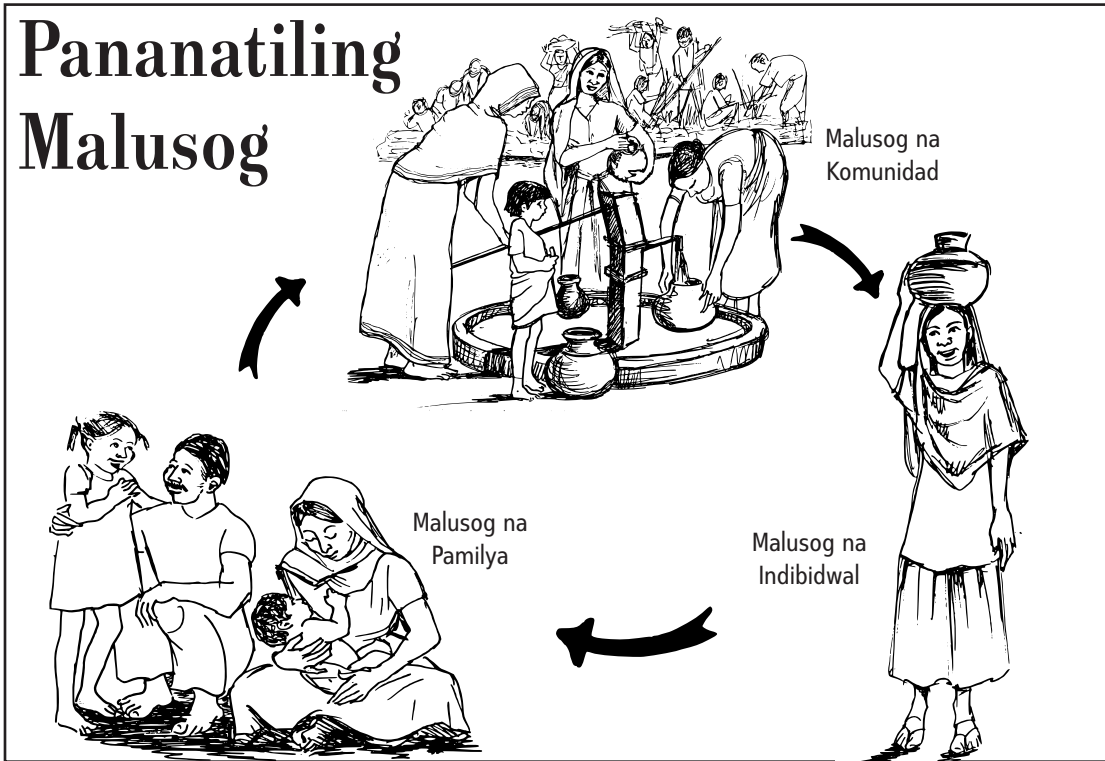 Pananatiling
Malusog
Malusog na
Komunidad
Malusog na
Pamilya
Malusog na
Indibidwal